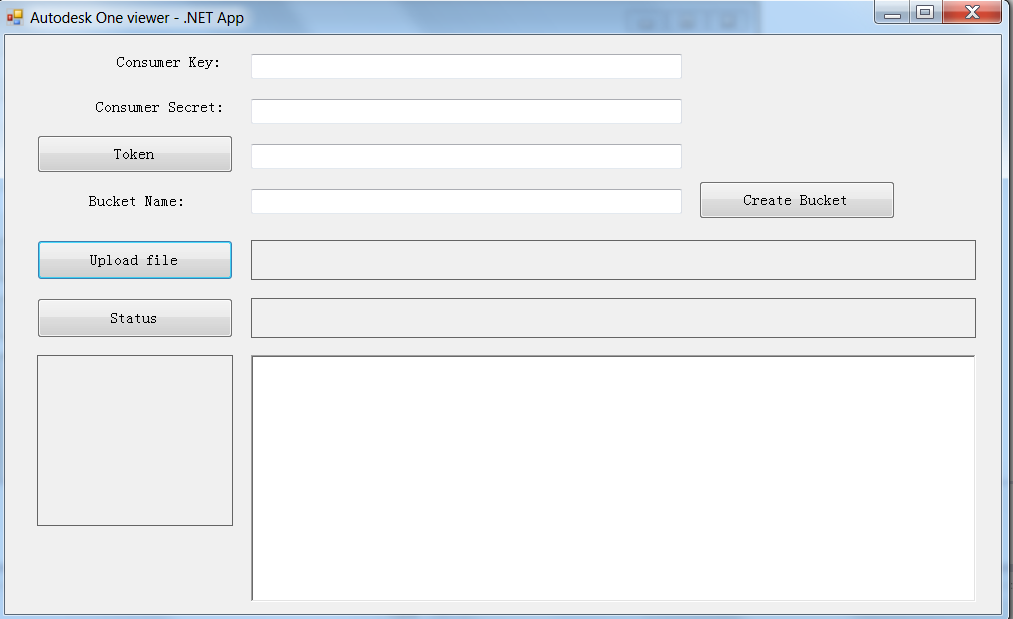 Autodesk One viewer - .NET App
Consumer Key:
Consumer Secret:
Token
Bucket Name:
Create Bucket
Upload file
Status